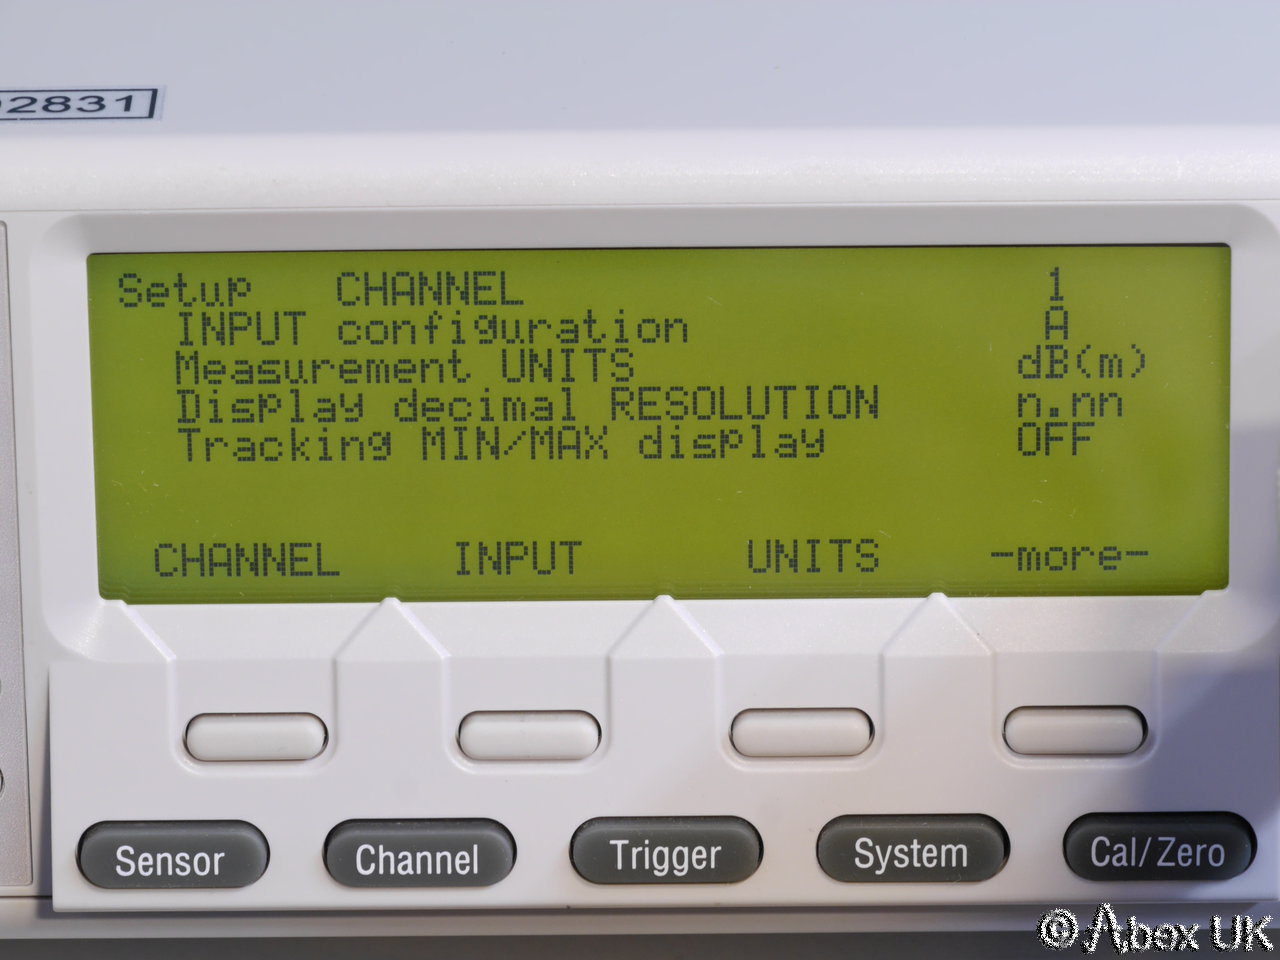 2831
Setup CHANNEL 1
INPUT configuration A
Measurement UNITS dB(m)
Display decimal RESOLUTION n.nn
Tracking MIN/MAX display OFF
CHANNEL INPUT UNITS -more-
Sensor Channel Trigger System Cal/Zero
© Abex UK